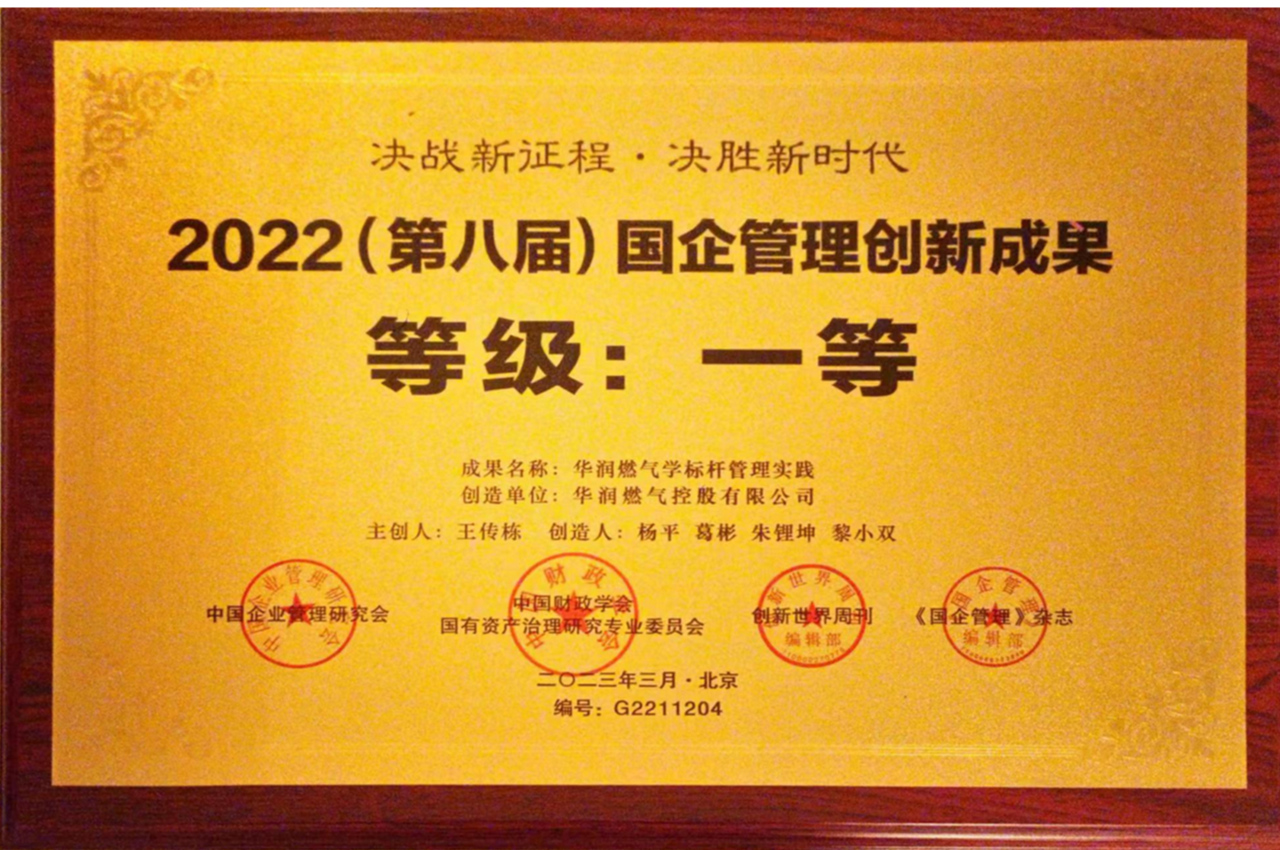 决战新征程·决胜新时代
2022(第八届)国企管理创新成果
等级：一等
成果名称：华润燃气学标杆管理实践
创造单位：华润燃气控股有限公司
主创人：王传栋 创造人：杨平 葛彬 朱锂坤 黎小双
中国企业管理研究会
中国财政学会
国有资产治理研究专业委员会
创新世界周刊
《国企管理》杂志
编辑部
编辑部
二〇二三年三月·北京
编号：G2211204